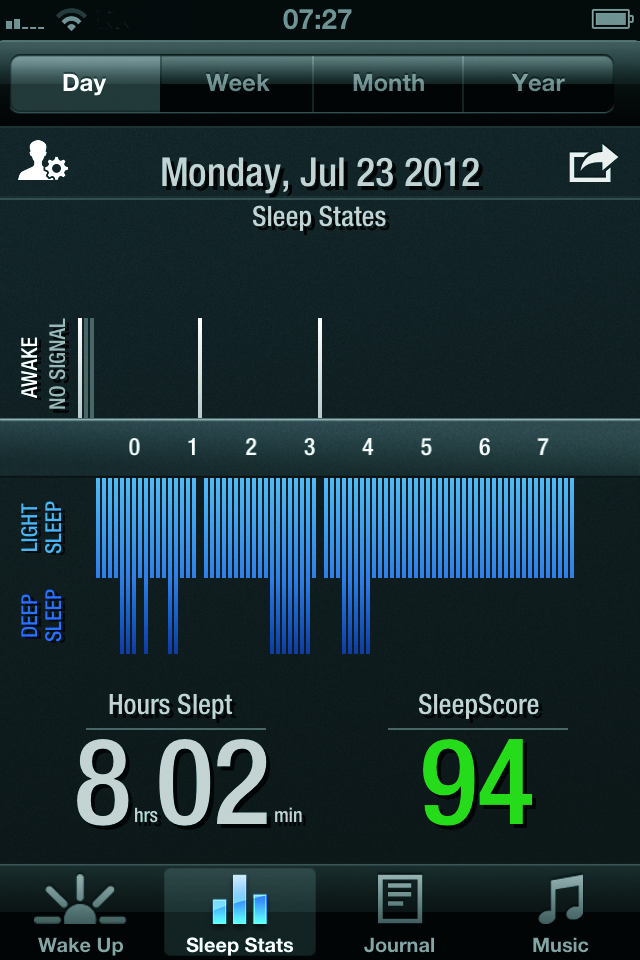 07:27
Day Week Month Year
Monday, Jul 23 2012
Sleep States
AWAKE
NO SIGNAL
0 1 2 3 4 5 6 7
LIGHT
SLEEP
DEEP
SLEEP
Hours Slept SleepScore
8 hrs 02 min 94
Wake Up Sleep Stats Journal Music